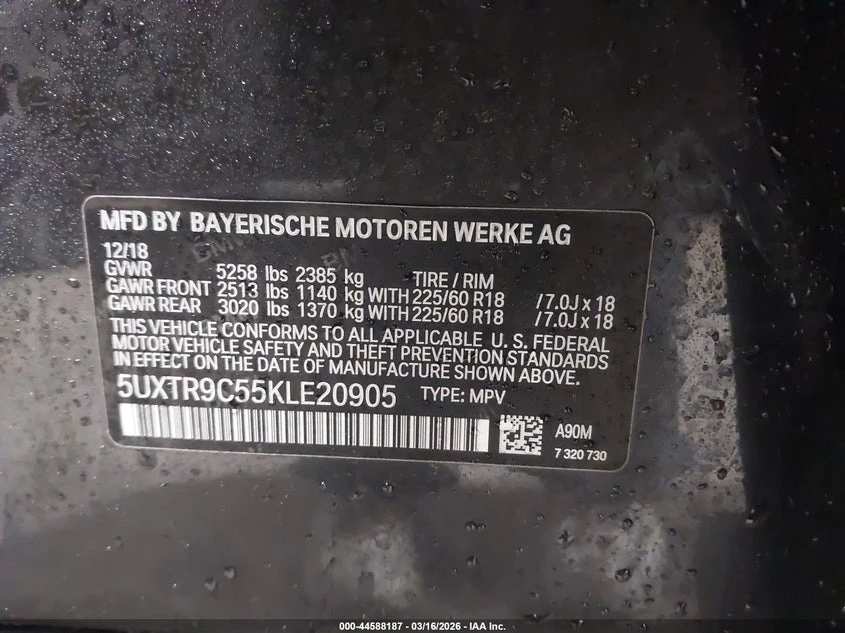 MFD BY BAYERISCHE MOTOREN WERKE AG
12/18
GVWR 5258 lbs 2385 kg TIRE / RIM
GAWR FRONT 2513 lbs 1140 kg WITH 225/60 R18 / 7.0J x 18
GAWR REAR 3020 lbs 1370 kg WITH 225/60 R18 / 7.0J x 18
THIS VEHICLE CONFORMS TO ALL APPLICABLE U. S. FEDERAL
MOTOR VEHICLE SAFETY AND THEFT PREVENTION STANDARDS
IN EFFECT ON THE DATE OF MANUFACTURE SHOWN ABOVE.
5UXTR9C55KLE20905 TYPE: MPV
A90M
7 320 730
000-44588187 - 03/16/2026 - IAA Inc.